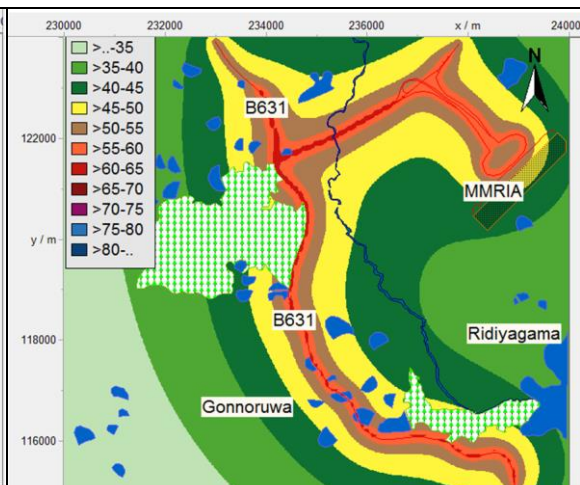 230000 232000 234000 236000 x / m 24000
>..-35
>35-40
>40-45
>45-50
>50-55
>55-60
>60-65
>65-70
>70-75
>75-80
>80-..
N
B631
122000
MMRIA
y / m
B631
118000
Ridiyagama
Gonnoruwa
116000